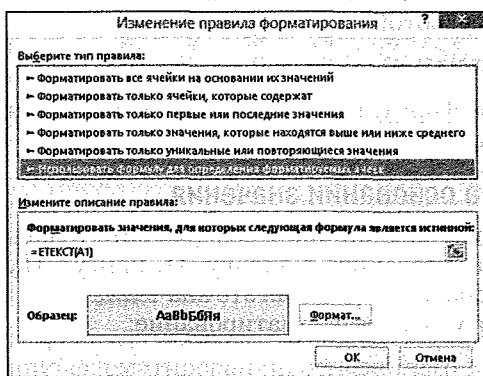 Изменение правила форматирования ?
Выберите тип правила:
► Форматировать все ячейки на основании их значений
► Форматировать только ячейки, которые содержат
► Форматировать только первые или последние значения
► Форматировать только значения, которые находятся выше или ниже среднего
► Форматировать только уникальные или повторяющиеся значения
► Использовать формулу для определения форматируемых ячеек
Измените описание правила:
Форматировать значения, для которых следующая формула является истинной:
=ЕТЕКСТ(A1)
Образец:
АаВbБбЯя
Формат...
ОК
Отмена